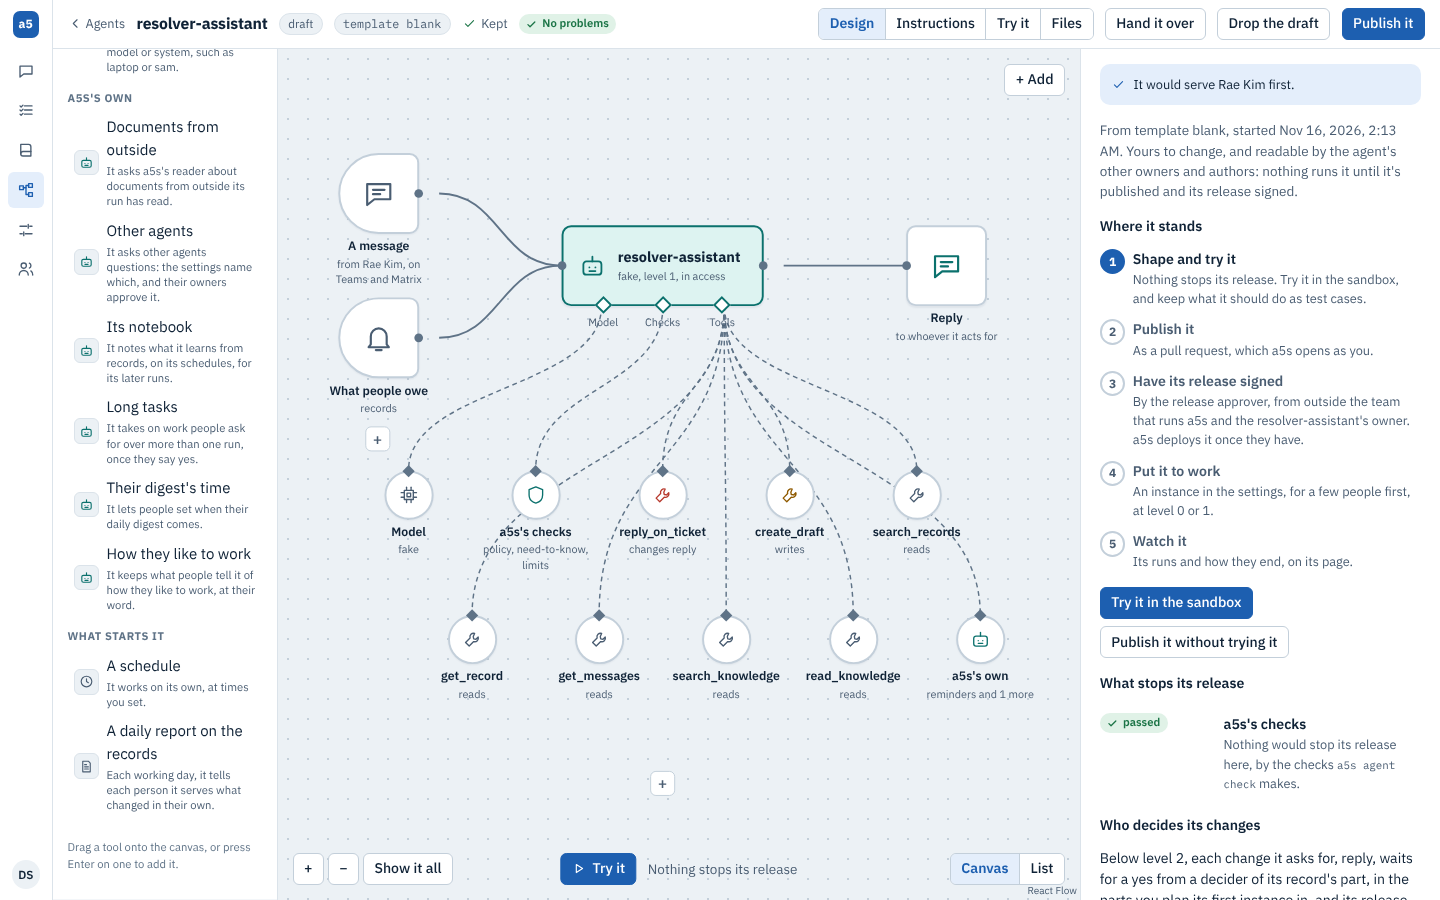 a5
Agents
resolver-assistant
draft
template blank
Kept
No problems
Design
Instructions
Try it
Files
Hand it over
Drop the draft
Publish it
model or system, such as
laptop or sam.
A5S'S OWN
Documents from
outside
It asks a5s's reader about
documents from outside its
run has read.
Other agents
It asks other agents
questions: the settings name
which, and their owners
approve it.
Its notebook
It notes what it learns from
records, on its schedules, for
its later runs.
Long tasks
It takes on work people ask
for over more than one run,
once they say yes.
Their digest's time
It lets people set when their
daily digest comes.
How they like to work
It keeps what people tell it of
how they like to work, at their
word.
WHAT STARTS IT
A schedule
It works on its own, at times
you set.
A daily report on the
records
Each working day, it tells
each person it serves what
changed in their own.
Drag a tool onto the canvas, or press
Enter on one to add it.
DS
+ Add
A message
from Rae Kim, on
Teams and Matrix
What people owe
records
+
resolver-assistant
fake, level 1, in access
Model
Checks
Tools
Reply
to whoever it acts for
Model
fake
a5s's checks
policy, need-to-know,
limits
reply_on_ticket
changes reply
create_draft
writes
search_records
reads
get_record
reads
get_messages
reads
search_knowledge
reads
read_knowledge
reads
a5s's own
reminders and 1 more
+
+
−
Show it all
Try it
Nothing stops its release
Canvas
List
React Flow
It would serve Rae Kim first.
From template blank, started Nov 16, 2026, 2:13
AM. Yours to change, and readable by the agent's
other owners and authors: nothing runs it until it's
published and its release signed.
Where it stands
1
Shape and try it
Nothing stops its release. Try it in the sandbox,
and keep what it should do as test cases.
2
Publish it
As a pull request, which a5s opens as you.
3
Have its release signed
By the release approver, from outside the team
that runs a5s and the resolver-assistant's owner.
a5s deploys it once they have.
4
Put it to work
An instance in the settings, for a few people first,
at level 0 or 1.
5
Watch it
Its runs and how they end, on its page.
Try it in the sandbox
Publish it without trying it
What stops its release
passed
a5s's checks
Nothing would stop its release
here, by the checks a5s agent
check makes.
Who decides its changes
Below level 2, each change it asks for, reply, waits
for a yes from a decider of its record's part, in the
parts you plan its first instance in, and its release